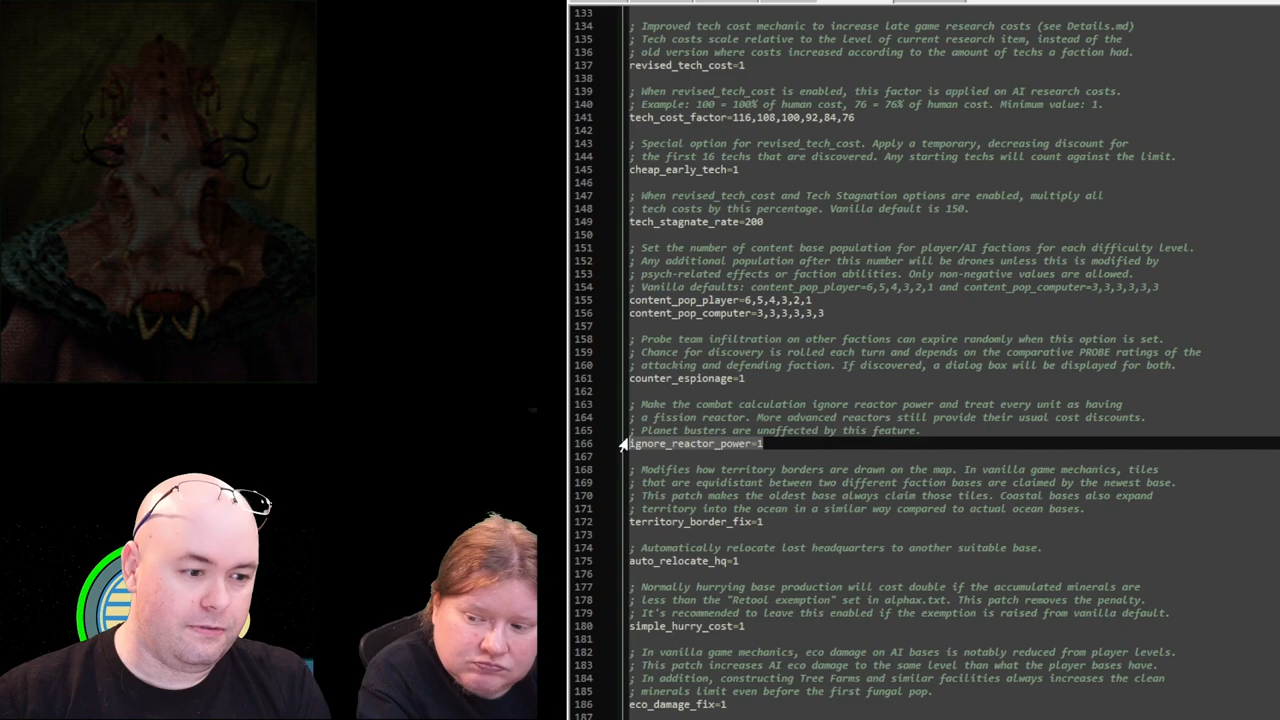 133
134 ; Improved tech cost mechanic to increase late game research costs (see Details.md)
135 ; Tech costs scale relative to the level of current research item, instead of the
136 ; old version where costs increased according to the amount of techs a faction had.
137 revised_tech_cost=1
138
139 ; When revised_tech_cost is enabled, this factor is applied on AI research costs.
140 ; Example: 100 = 100% of human cost, 76 = 76% of human cost. Minimum value: 1.
141 tech_cost_factor=116,108,100,92,84,76
142
143 ; Special option for revised_tech_cost. Apply a temporary, decreasing discount for
144 ; the first 16 techs that are discovered. Any starting techs will count against the limit.
145 cheap_early_tech=1
146
147 ; When revised_tech_cost and Tech Stagnation options are enabled, multiply all
148 ; tech costs by this percentage. Vanilla default is 150.
149 tech_stagnate_rate=200
150
151 ; Set the number of content base population for player/AI factions for each difficulty level.
152 ; Any additional population after this number will be drones unless this is modified by
153 ; psych-related effects or faction abilities. Only non-negative values are allowed.
154 ; Vanilla defaults: content_pop_player=6,5,4,3,2,1 and content_pop_computer=3,3,3,3,3,3
155 content_pop_player=6,5,4,3,2,1
156 content_pop_computer=3,3,3,3,3,3
157
158 ; Probe team infiltration on other factions can expire randomly when this option is set.
159 ; Chance for discovery is rolled each turn and depends on the comparative PROBE ratings of the
160 ; attacking and defending faction. If discovered, a dialog box will be displayed for both.
161 counter_espionage=1
162
163 ; Make the combat calculation ignore reactor power and treat every unit as having
164 ; a fission reactor. More advanced reactors still provide their usual cost discounts.
165 ; Planet busters are unaffected by this feature.
166 ignore_reactor_power=1
167
168 ; Modifies how territory borders are drawn on the map. In vanilla game mechanics, tiles
169 ; that are equidistant between two different faction bases are claimed by the newest base.
170 ; This patch makes the oldest base always claim those tiles. Coastal bases also expand
171 ; territory into the ocean in a similar way compared to actual ocean bases.
172 territory_border_fix=1
173
174 ; Automatically relocate lost headquarters to another suitable base.
175 auto_relocate_hq=1
176
177 ; Normally hurrying base production will cost double if the accumulated minerals are
178 ; less than the "Retool exemption" set in alphax.txt. This patch removes the penalty.
179 ; It's recommended to leave this enabled if the exemption is raised from vanilla default.
180 simple_hurry_cost=1
181
182 ; In vanilla game mechanics, eco damage on AI bases is notably reduced from player levels.
183 ; This patch increases AI eco damage to the same level than what the player bases have.
184 ; In addition, constructing Tree Farms and similar facilities always increases the clean
185 ; minerals limit even before the first fungal pop.
186 eco_damage_fix=1
187